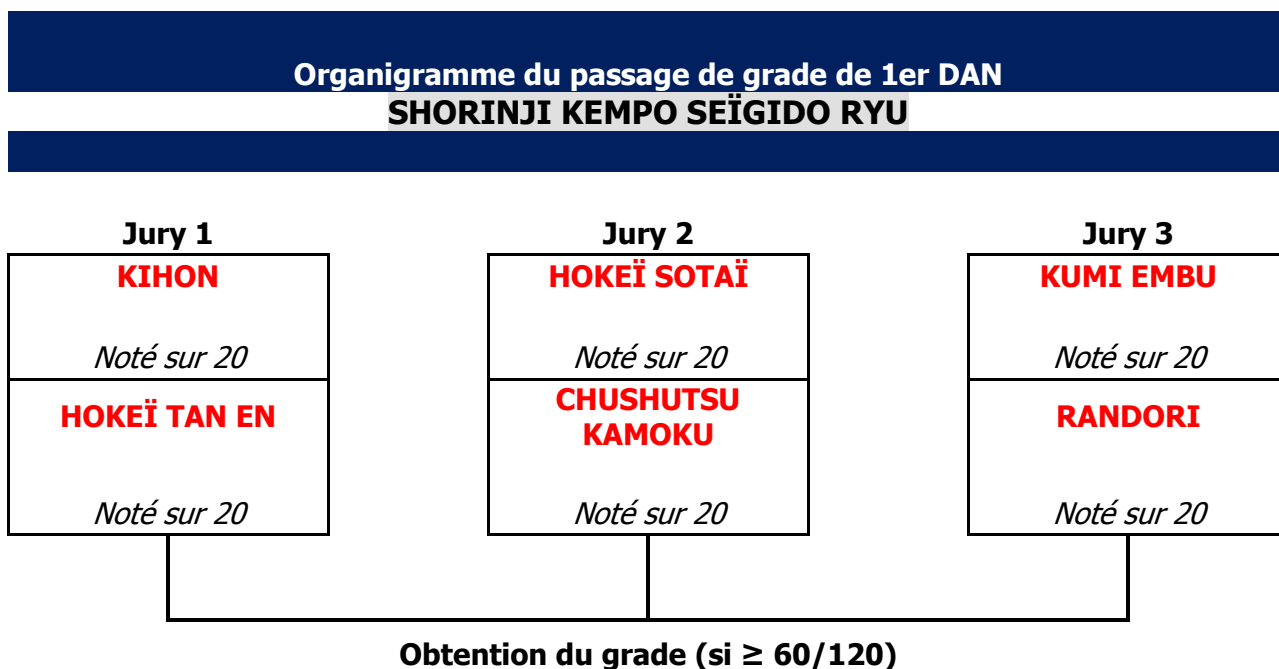 Organigramme du passage de grade de 1er DAN
SHORINJI KEMPO SEÏGIDO RYU
Jury 1
KIHON
Noté sur 20
HOKEÏ TAN EN
Noté sur 20
Jury 2
HOKEÏ SOTAÏ
Noté sur 20
CHUSHUTSU
KAMOKU
Noté sur 20
Jury 3
KUMI EMBU
Noté sur 20
RANDORI
Noté sur 20
Obtention du grade (si ≥ 60/120)